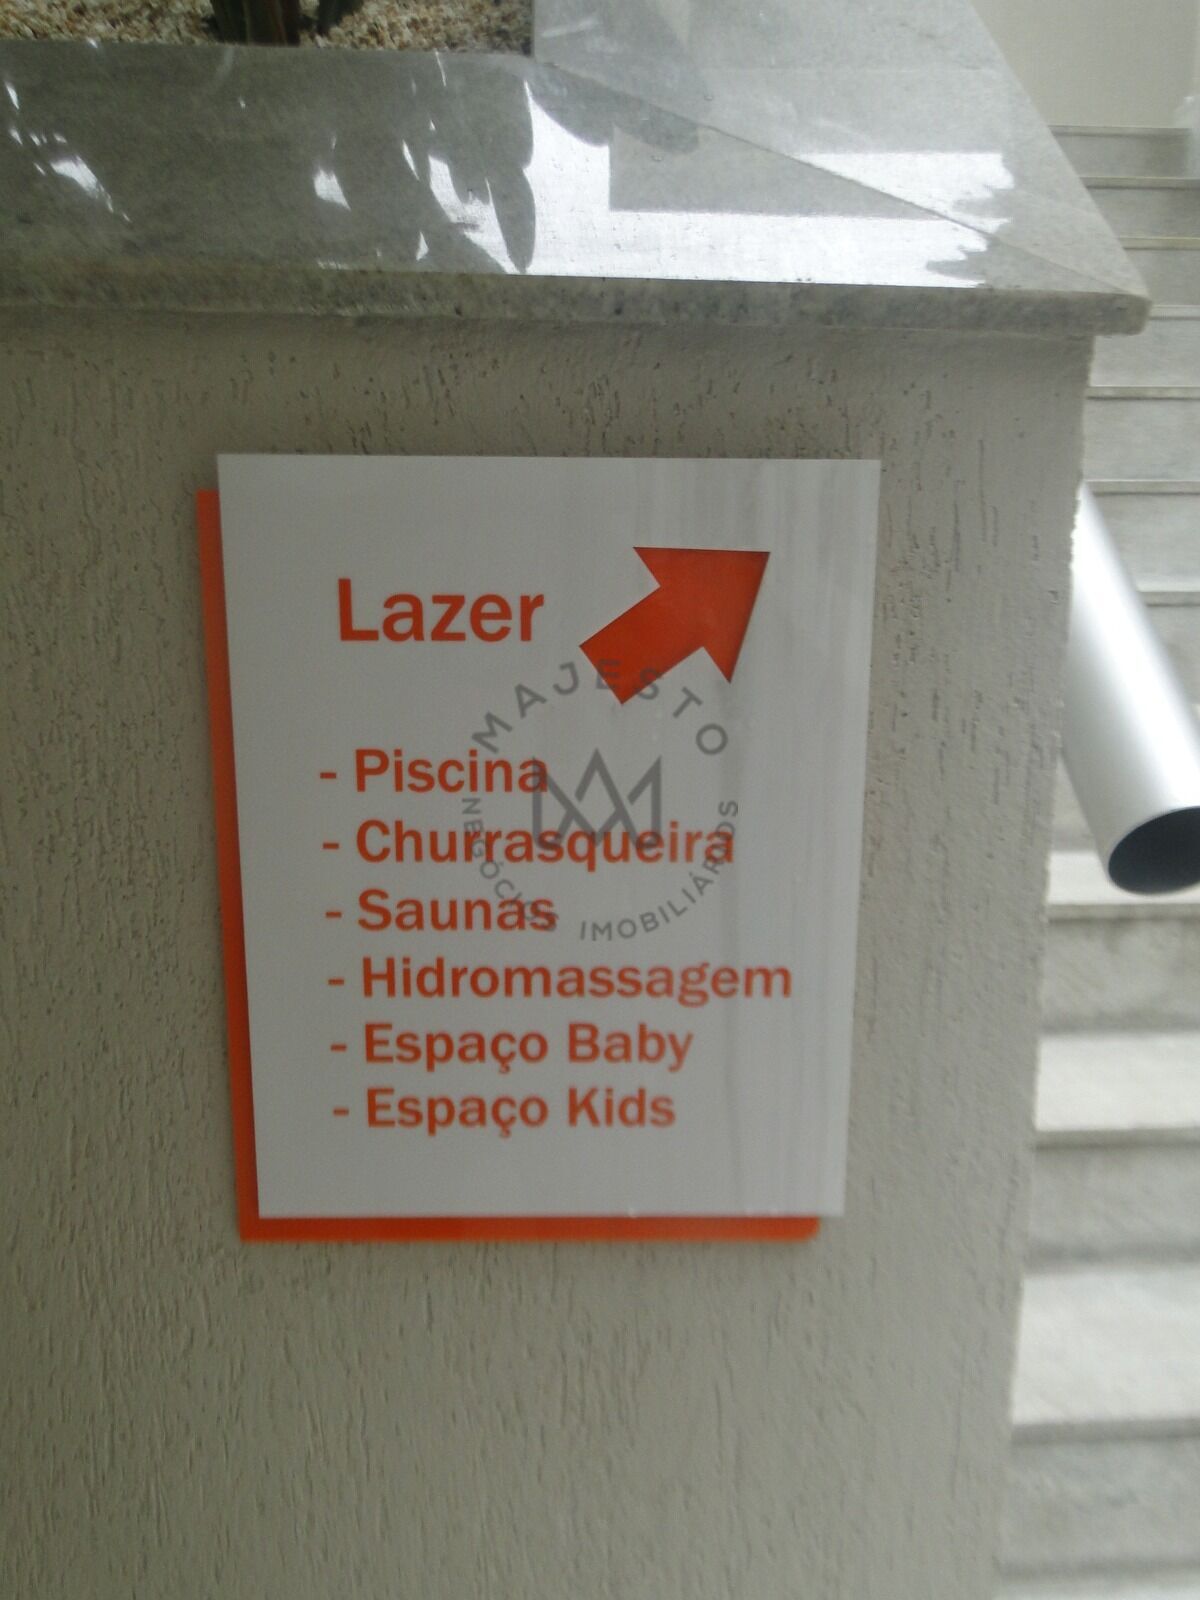 Lazer
- Piscina
- Churrasqueira
- Saunas
- Hidromassagem
- Espaço Baby
- Espaço Kids
MAJESTO
NEGÓCIOS IMOBILIÁRIOS